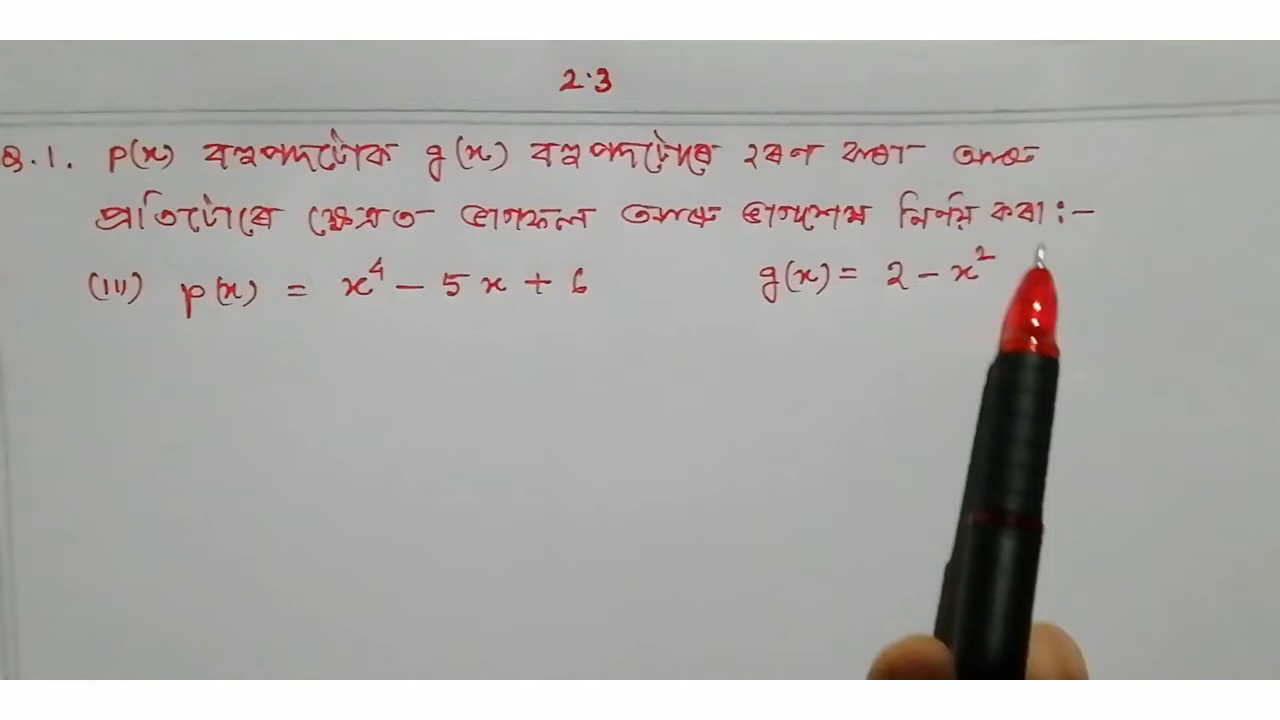 2.3
Q.1. p(x) বহুপদটোক g(x) বহুপদটোৰে হৰণ কৰা আৰু
প্ৰতিটোৰে ক্ষেত্ৰত ভাগফল আৰু ভাগশেষ নিৰ্ণয় কৰা :-
(iii) p(x) = x⁴ - 5x + 6 g(x) = 2 - x²